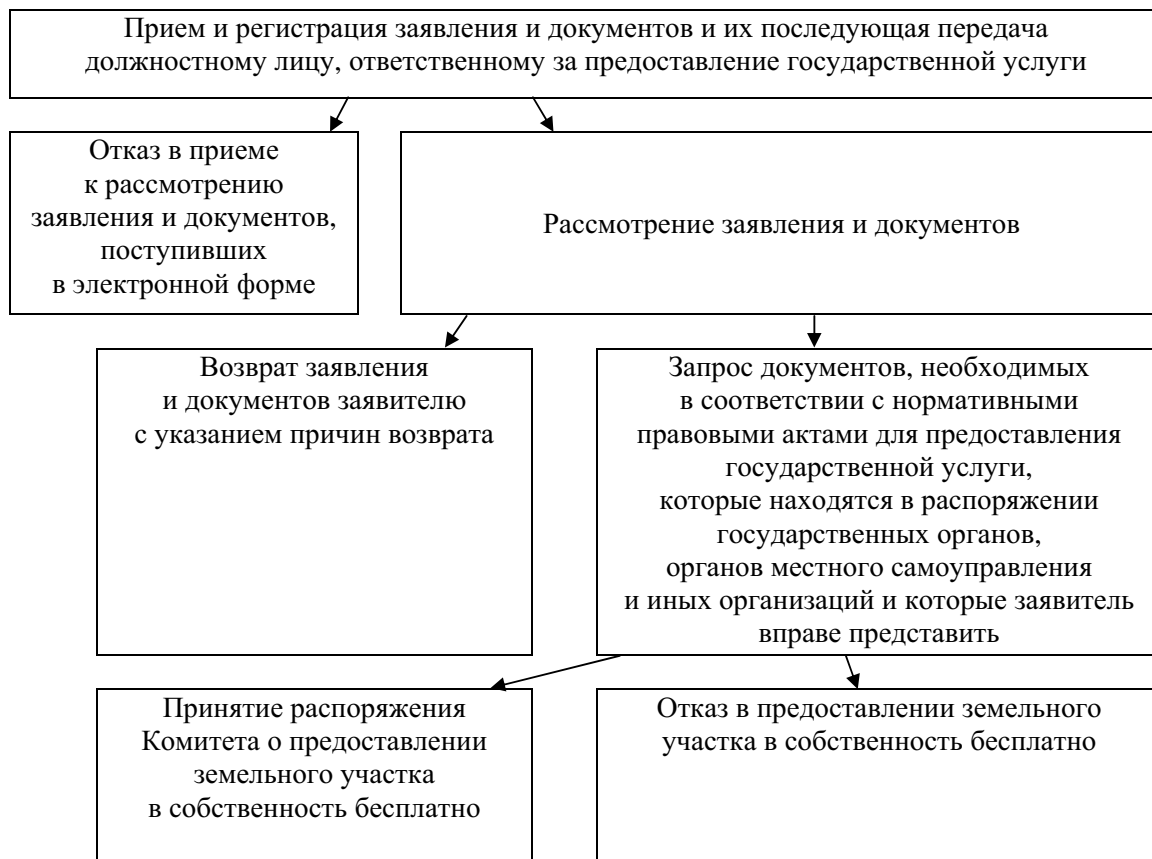 Прием и регистрация заявления и документов и их последующая передача
должностному лицу, ответственному за предоставление государственной услуги
Отказ в приеме
к рассмотрению
заявления и документов,
поступивших
в электронной форме
Рассмотрение заявления и документов
Возврат заявления
и документов заявителю
с указанием причин возврата
Запрос документов, необходимых
в соответствии с нормативными
правовыми актами для предоставления
государственной услуги,
которые находятся в распоряжении
государственных органов,
органов местного самоуправления
и иных организаций и которые заявитель
вправе представить
Принятие распоряжения
Комитета о предоставлении
земельного участка
в собственность бесплатно
Отказ в предоставлении земельного
участка в собственность бесплатно